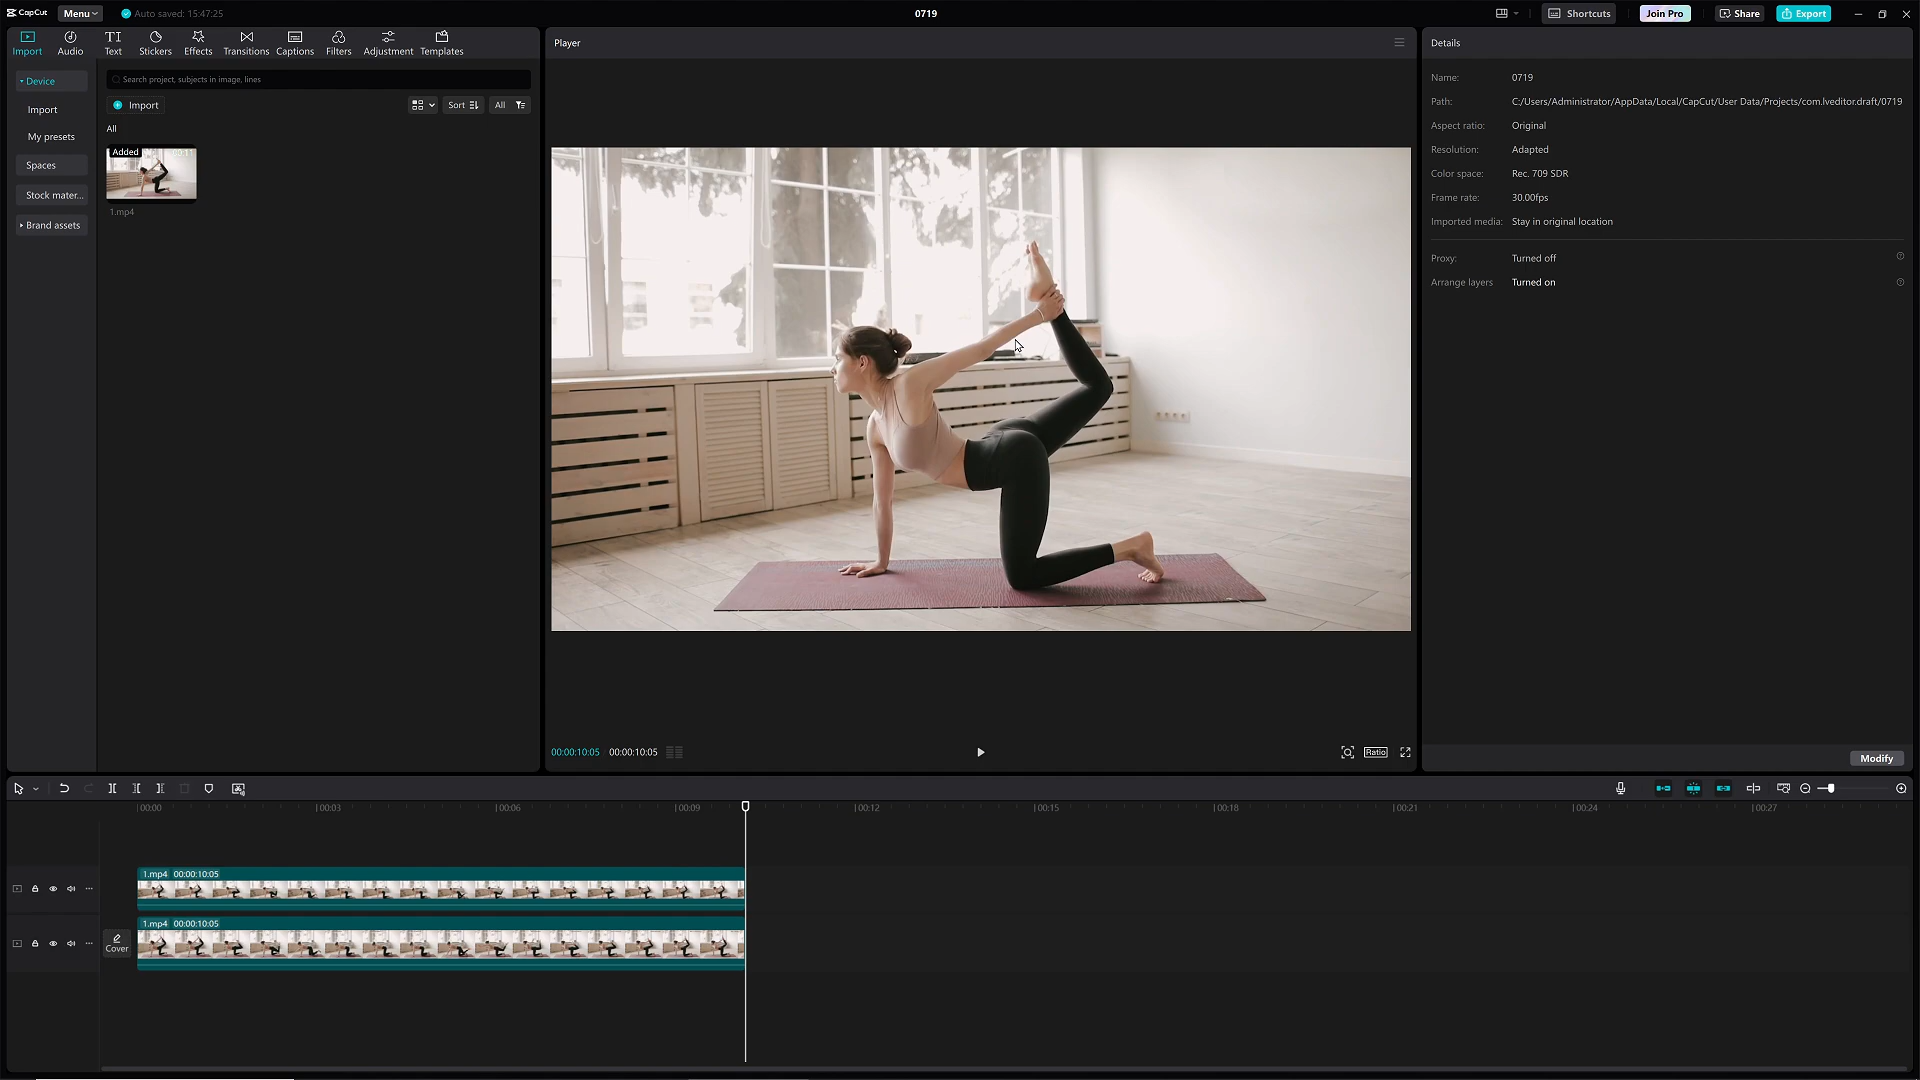 CapCut
Menu
Auto saved: 15:47:25
0719
Shortcuts
Join Pro
Share
Export
Import
Audio
Text
Stickers
Effects
Transitions
Captions
Filters
Adjustment
Templates
Device
Import
My presets
Spaces
Stock mater...
Brand assets
Search project, subjects in image, lines
Import
Sort
All
All
Added
1.mp4
Player
00:00:10:05
00:00:10:05
Ratio
Details
Name: 0719
Path: C:/Users/Administrator/AppData/Local/CapCut/User Data/Projects/com.lveditor.draft/0719
Aspect ratio: Original
Resolution: Adapted
Color space: Rec. 709 SDR
Frame rate: 30.00fps
Imported media: Stay in original location
Proxy: Turned off
Arrange layers Turned on
Modify
00:00
00:03
00:06
00:09
00:12
00:15
00:18
00:21
00:24
00:27
1.mp4 00:00:10:05
1.mp4 00:00:10:05
Cover